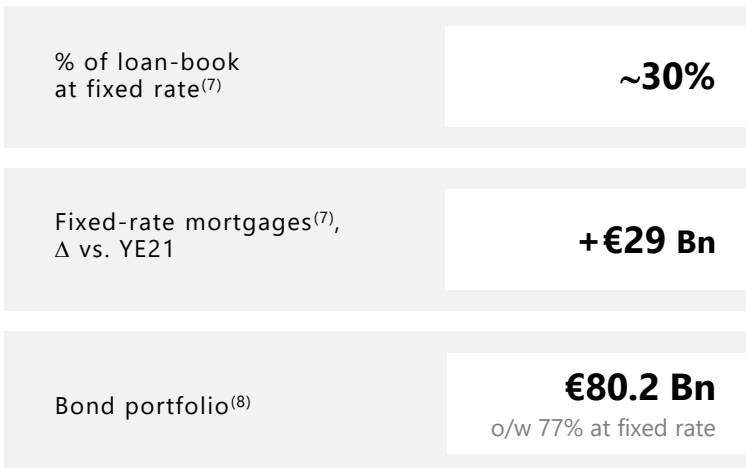 % of loan-book
at fixed rate(7)
~30%
Fixed-rate mortgages(7),
Δ vs. YE21
+€29 Bn
Bond portfolio(8)
€80.2 Bn
o/w 77% at fixed rate